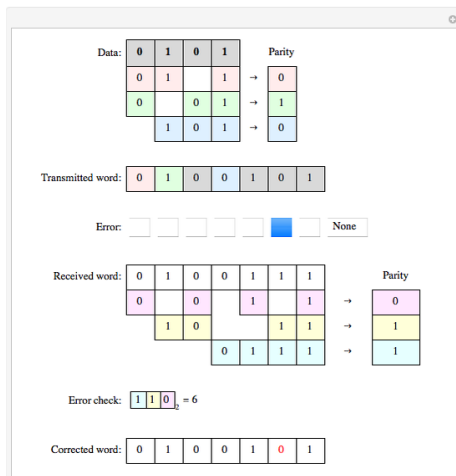 Data: 0 1 0 1 Parity
0 1 1 → 0
0 0 1 → 1
1 0 1 → 0
Transmitted word: 0 1 0 0 1 0 1
Error: None
Received word: 0 1 0 0 1 1 1 Parity
0 0 1 1 → 0
1 0 1 1 → 1
0 1 1 1 → 1
Error check: 1 1 0 2 = 6
Corrected word: 0 1 0 0 1 0 1